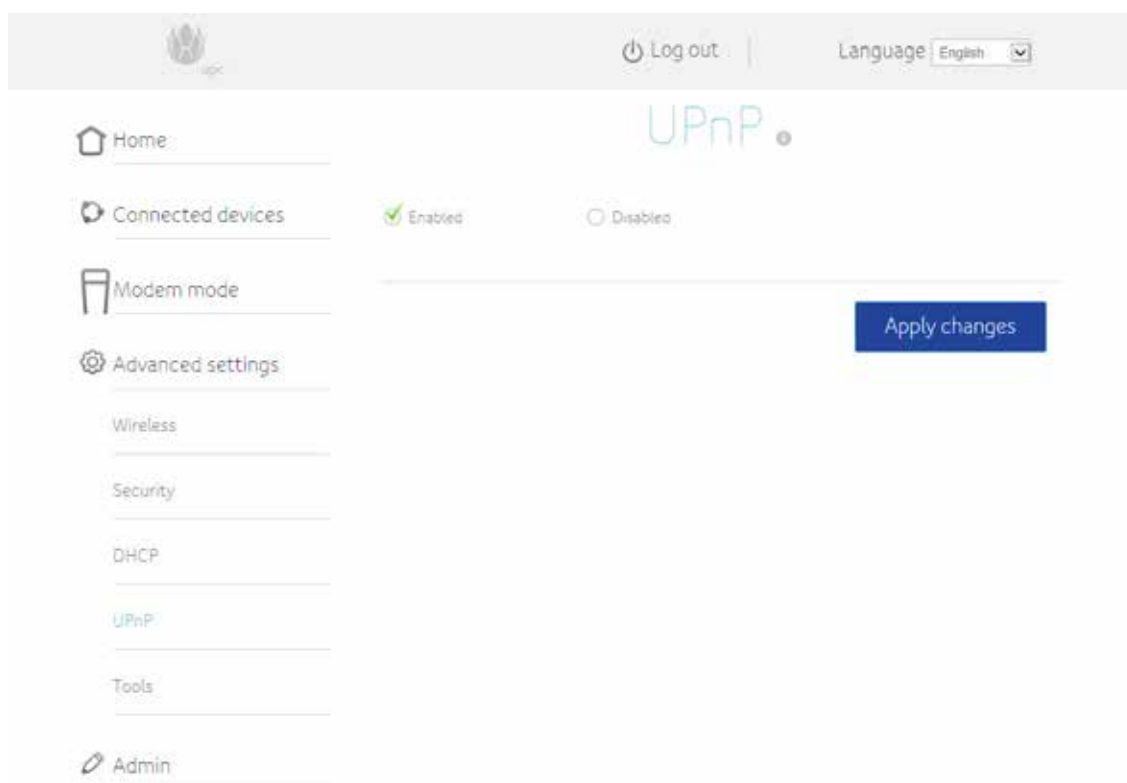 upc
Log out
Language English
UPnP
Home
Connected devices
Enabled
Disabled
Modem mode
Apply changes
Advanced settings
Wireless
Security
DHCP
UPnP
Tools
Admin